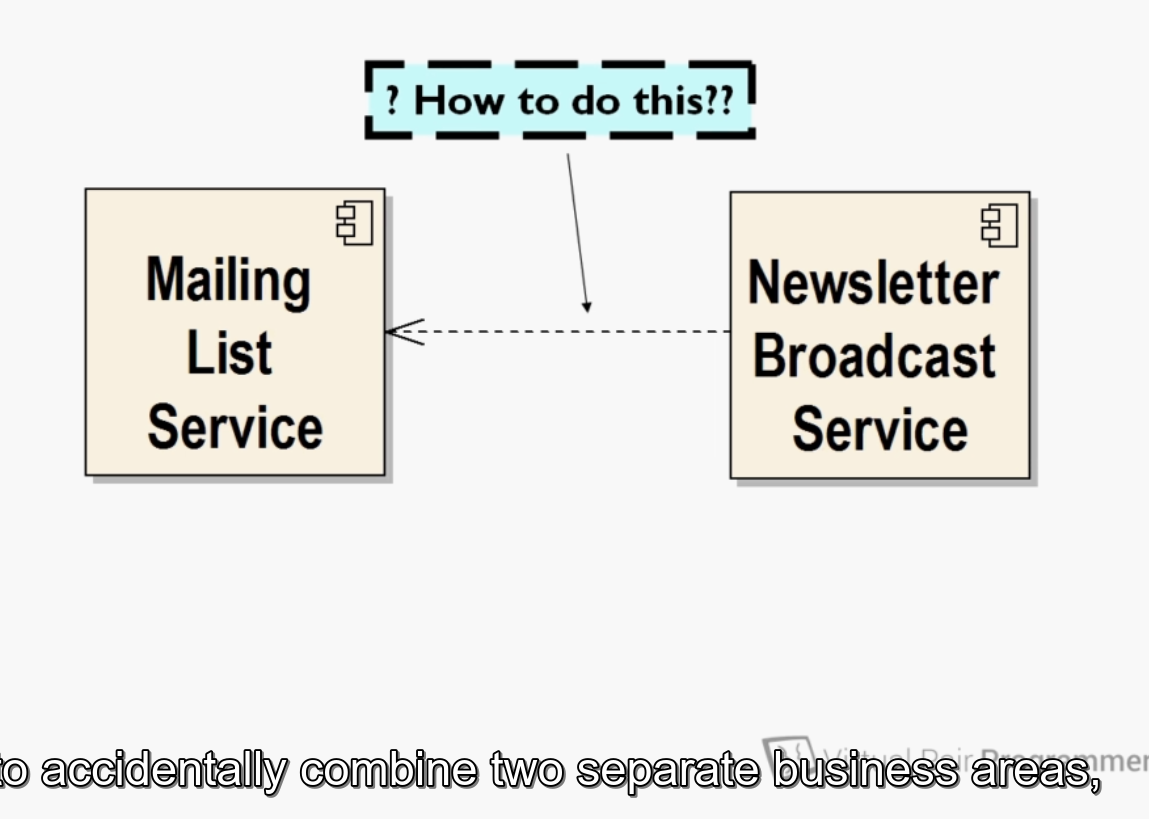 ? How to do this??
Mailing
List
Service
Newsletter
Broadcast
Service
to accidentally combine two separate business areas,
Virtual Pair Programmer